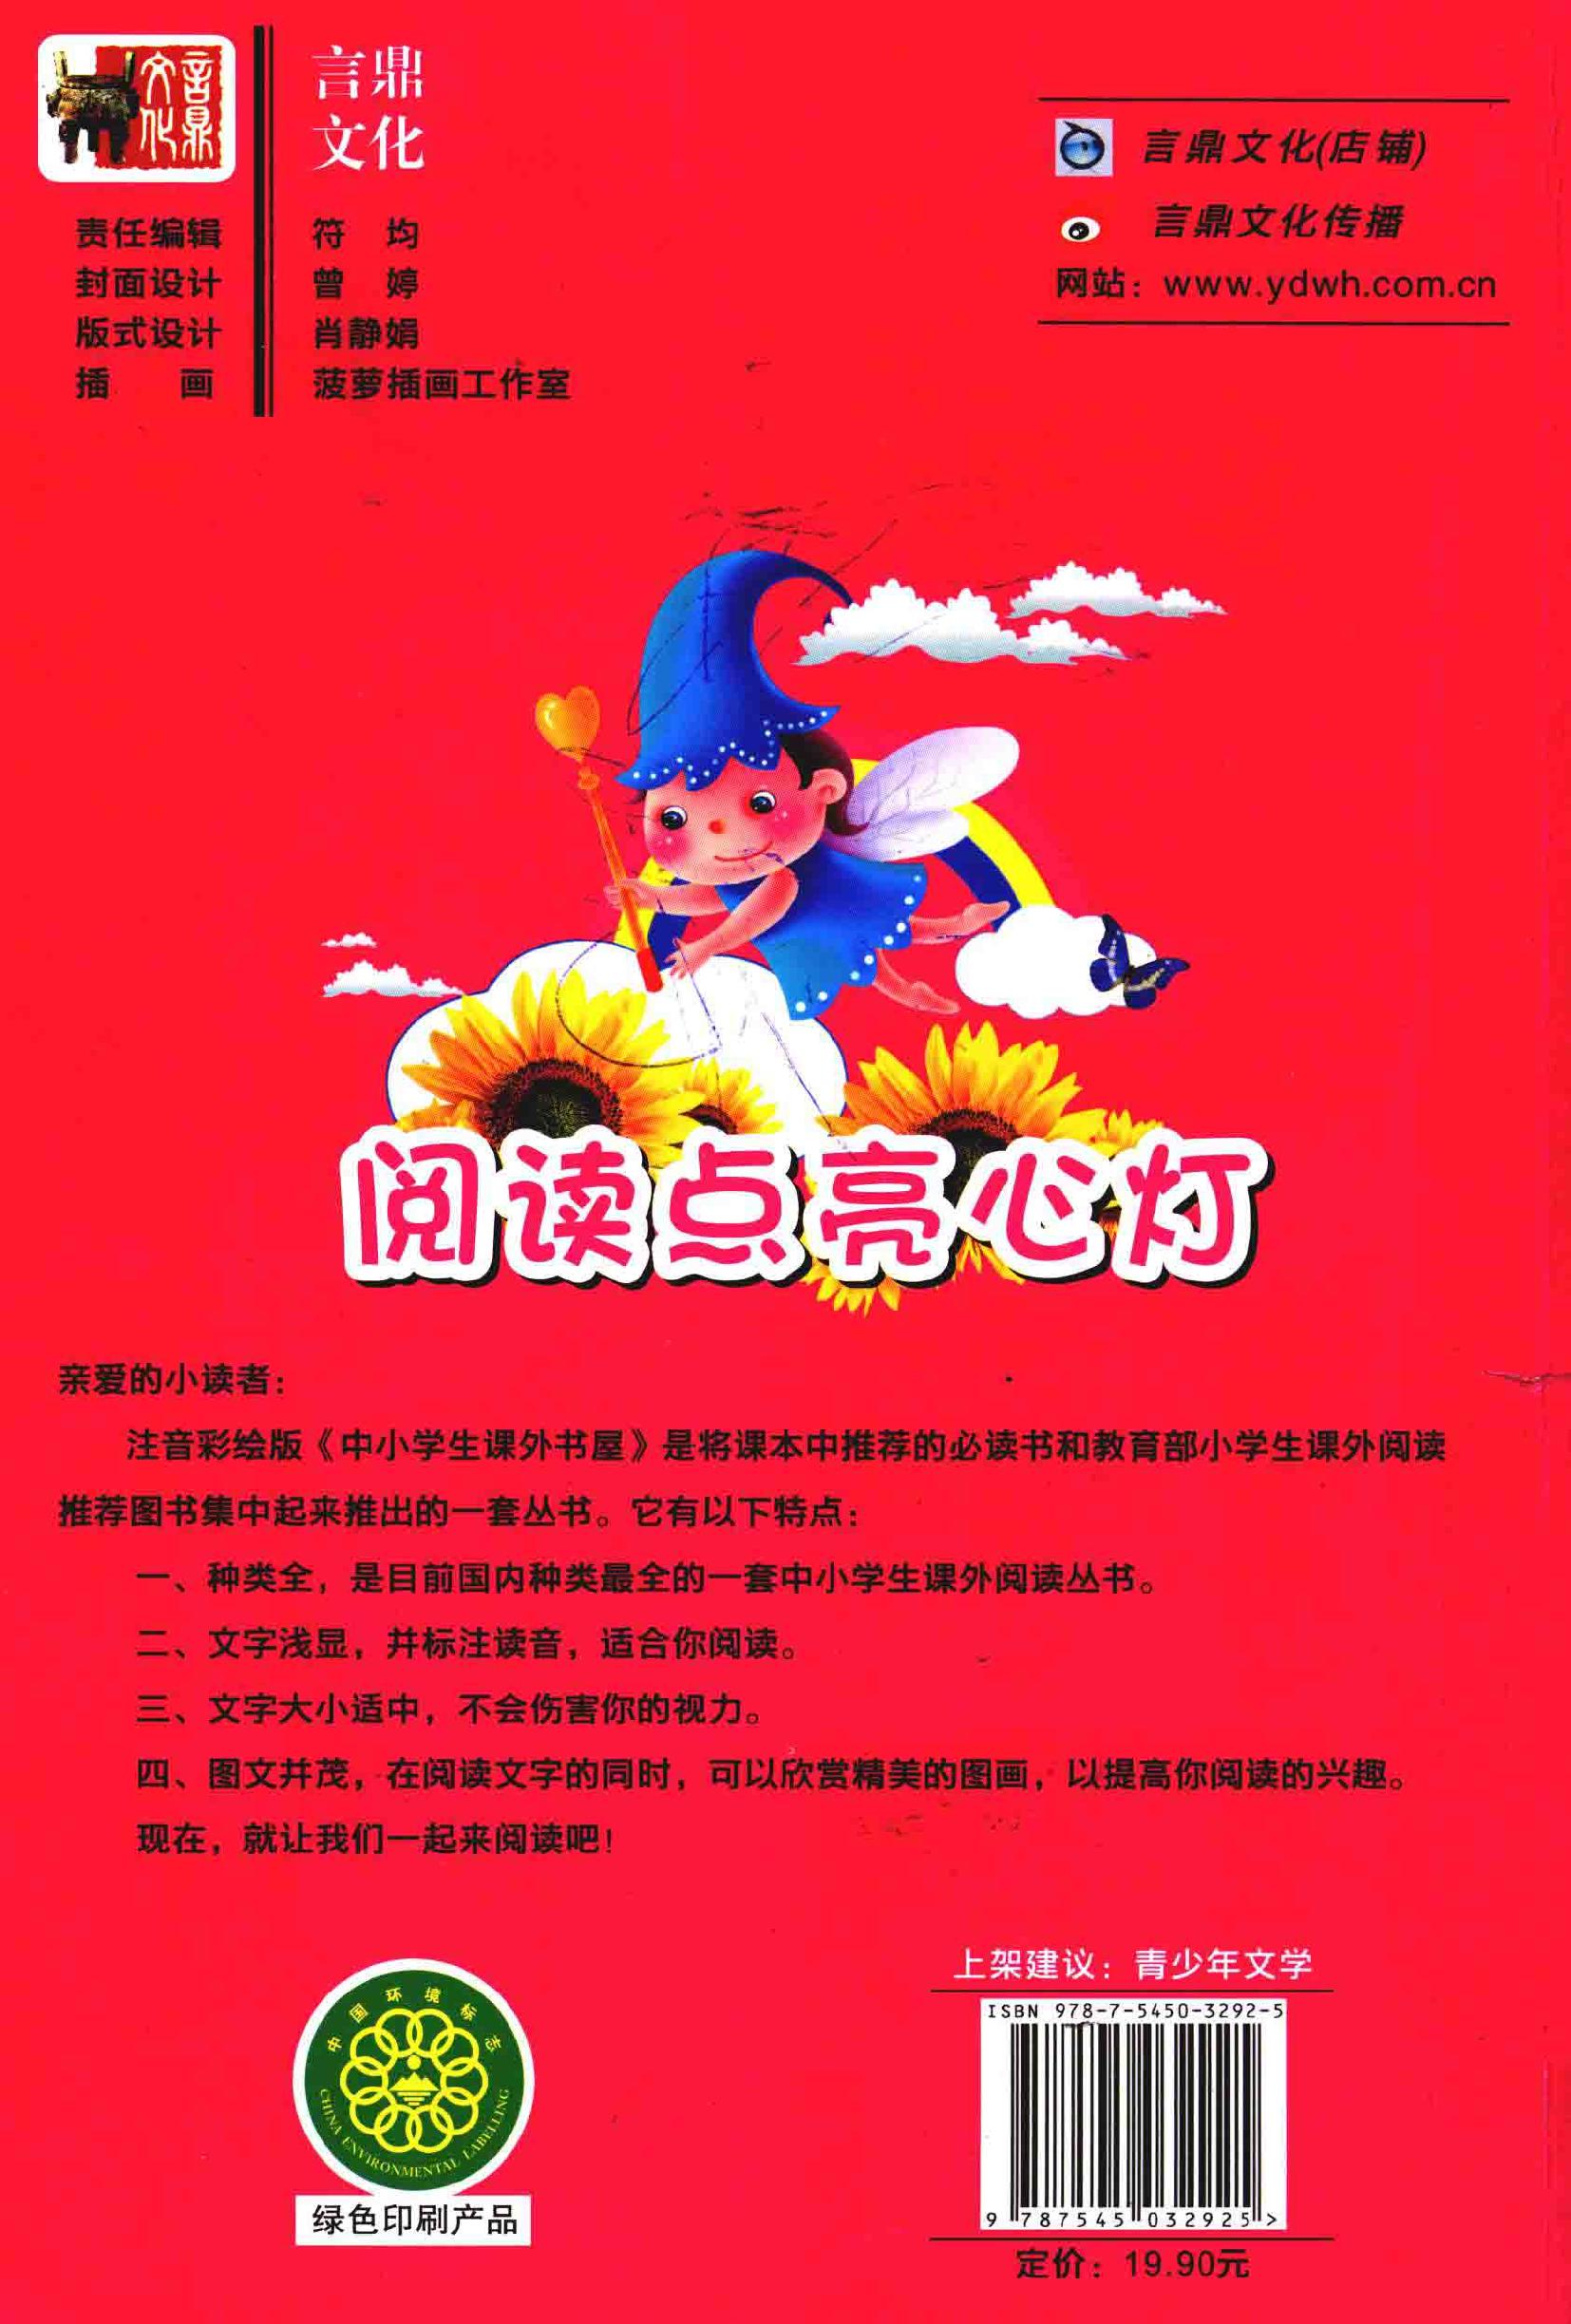 言鼎
文化
言鼎
文化
责任编辑 符 均
封面设计 曾 婷
版式设计 肖静娟
插 画 菠萝插画工作室
言鼎文化(店铺)
言鼎文化传播
网站：www.ydwh.com.cn
阅读点亮心灯
亲爱的小读者：
注音彩绘版《中小学生课外书屋》是将课本中推荐的必读书和教育部小学生课外阅读
推荐图书集中起来推出的一套丛书。它有以下特点：
一、种类全，是目前国内种类最全的一套中小学生课外阅读丛书。
二、文字浅显，并标注读音，适合你阅读。
三、文字大小适中，不会伤害你的视力。
四、图文并茂，在阅读文字的同时，可以欣赏精美的图画，以提高你阅读的兴趣。
现在，就让我们一起来阅读吧！
中国环境标志
CHINA ENVIRONMENTAL LABELLING
绿色印刷产品
上架建议：青少年文学
ISBN 978-7-5450-3292-5
9 787545 032925 >
定价：19.90元